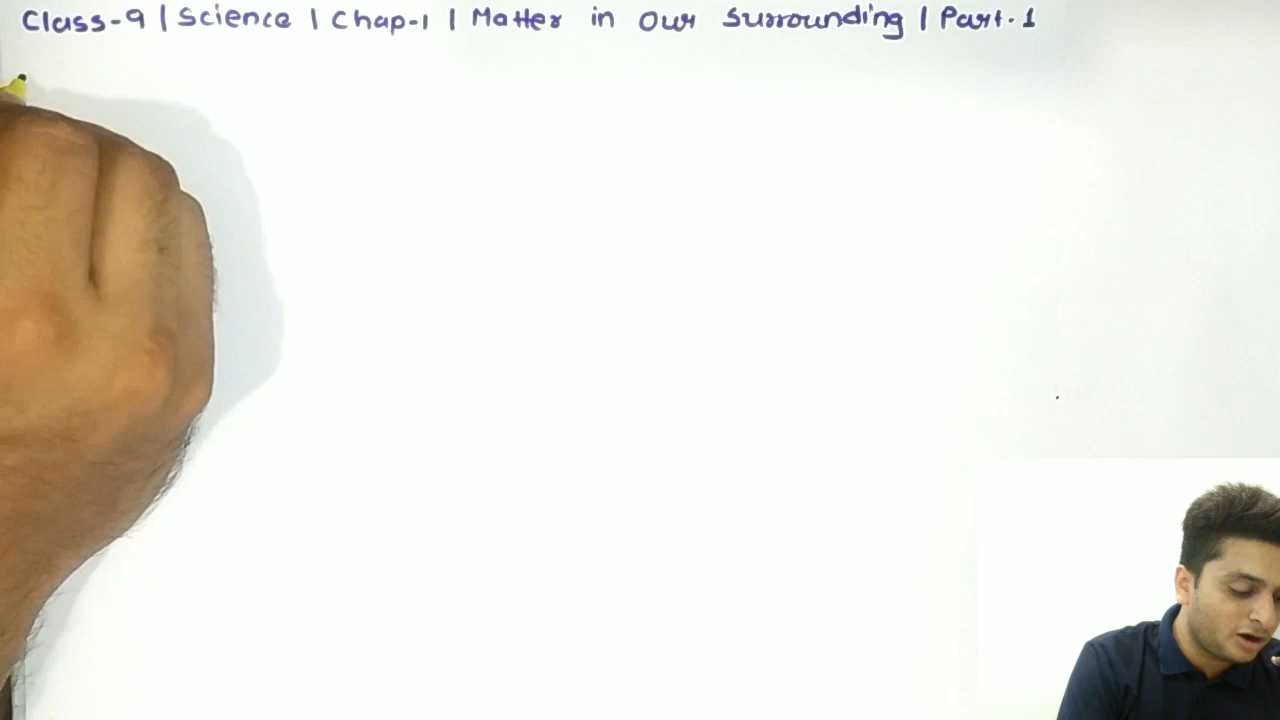 Class-9 | Science | Chap-1 | Matter in Our Surrounding | Part-1